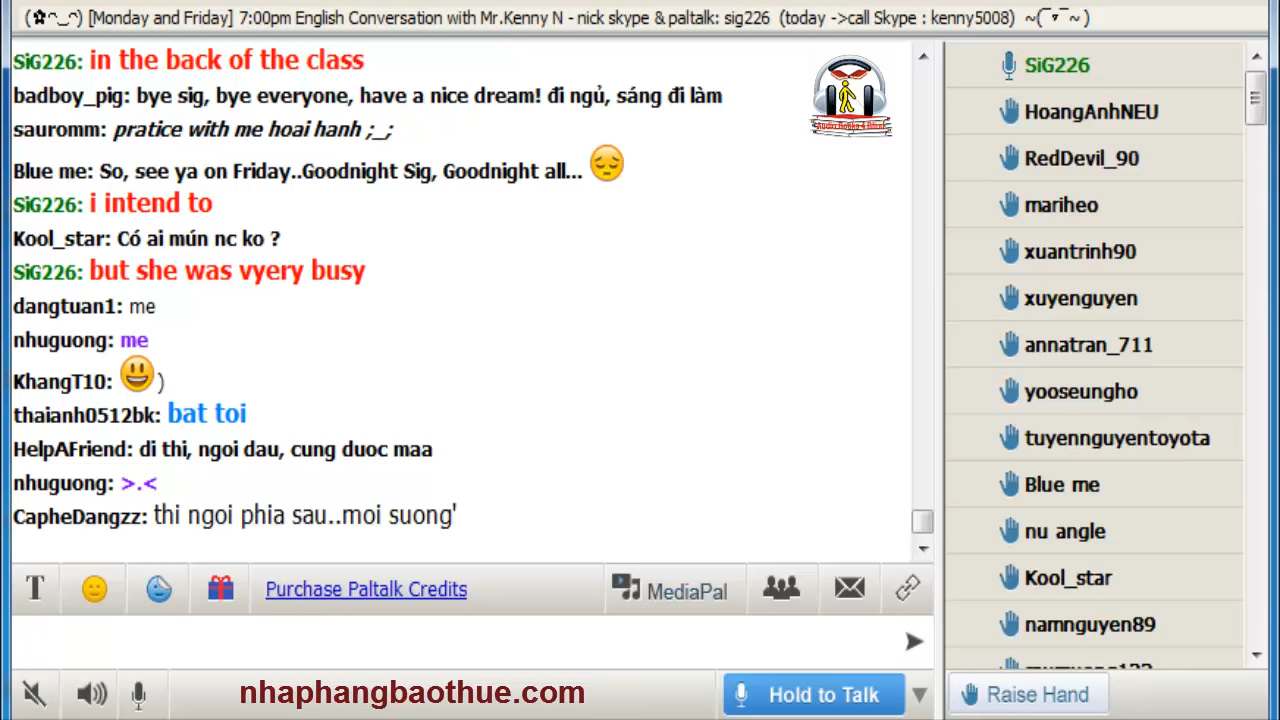 (✿◠‿◠) [Monday and Friday] 7:00pm English Conversation with Mr.Kenny N - nick skype & paltalk: sig226 (today ->call Skype : kenny5008) ~(‾▿‾~)
SiG226: in the back of the class
badboy_pig: bye sig, bye everyone, have a nice dream! đi ngủ, sáng đi làm
sauromm: pratice with me hoai hanh ;_;
Blue me: So, see ya on Friday..Goodnight Sig, Goodnight all...
SiG226: i intend to
Kool_star: Có ai mún nc ko ?
SiG226: but she was vyery busy
dangtuan1: me
nhuguong: me
KhangT10: )
thaianh0512bk: bat toi
HelpAFriend: di thi, ngoi dau, cung duoc maa
nhuguong: >.<
CapheDangzz: thi ngoi phia sau..moi suong'
T
Purchase Paltalk Credits
MediaPal
nhaphangbaothue.com
Hold to Talk
SiG226
HoangAnhNEU
RedDevil_90
mariheo
xuantrinh90
xuyenguyen
annatran_711
yooseungho
tuyennguyentoyota
Blue me
nu angle
Kool_star
namnguyen89
Raise Hand